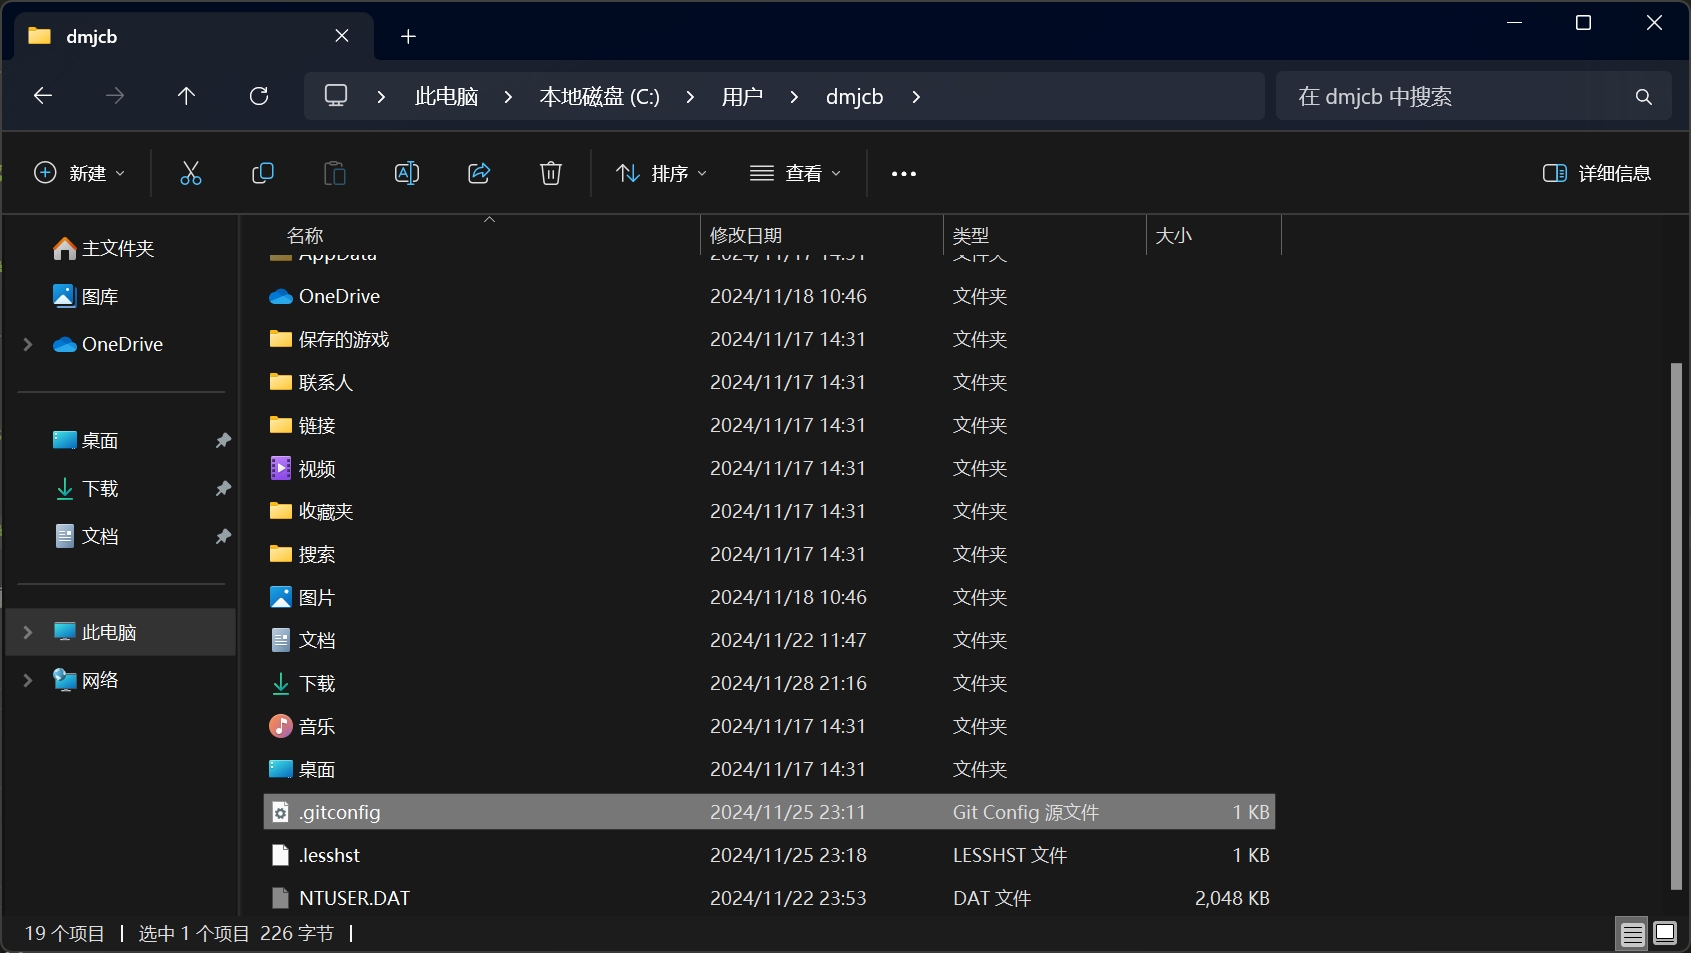 dmjcb
此电脑 本地磁盘 (C:) 用户 dmjcb 在 dmjcb 中搜索
新建 排序 查看 ••• 详细信息
名称 修改日期 类型 大小
AppData 2024/11/17 14:31 文件夹
OneDrive 2024/11/18 10:46 文件夹
保存的游戏 2024/11/17 14:31 文件夹
联系人 2024/11/17 14:31 文件夹
链接 2024/11/17 14:31 文件夹
视频 2024/11/17 14:31 文件夹
收藏夹 2024/11/17 14:31 文件夹
搜索 2024/11/17 14:31 文件夹
图片 2024/11/18 10:46 文件夹
文档 2024/11/22 11:47 文件夹
下载 2024/11/28 21:16 文件夹
音乐 2024/11/17 14:31 文件夹
桌面 2024/11/17 14:31 文件夹
.gitconfig 2024/11/25 23:11 Git Config 源文件 1 KB
.lesshst 2024/11/25 23:18 LESSHST 文件 1 KB
NTUSER.DAT 2024/11/22 23:53 DAT 文件 2,048 KB
主文件夹
图库
OneDrive
桌面
下载
文档
此电脑
网络
19 个项目 选中 1 个项目 226 字节